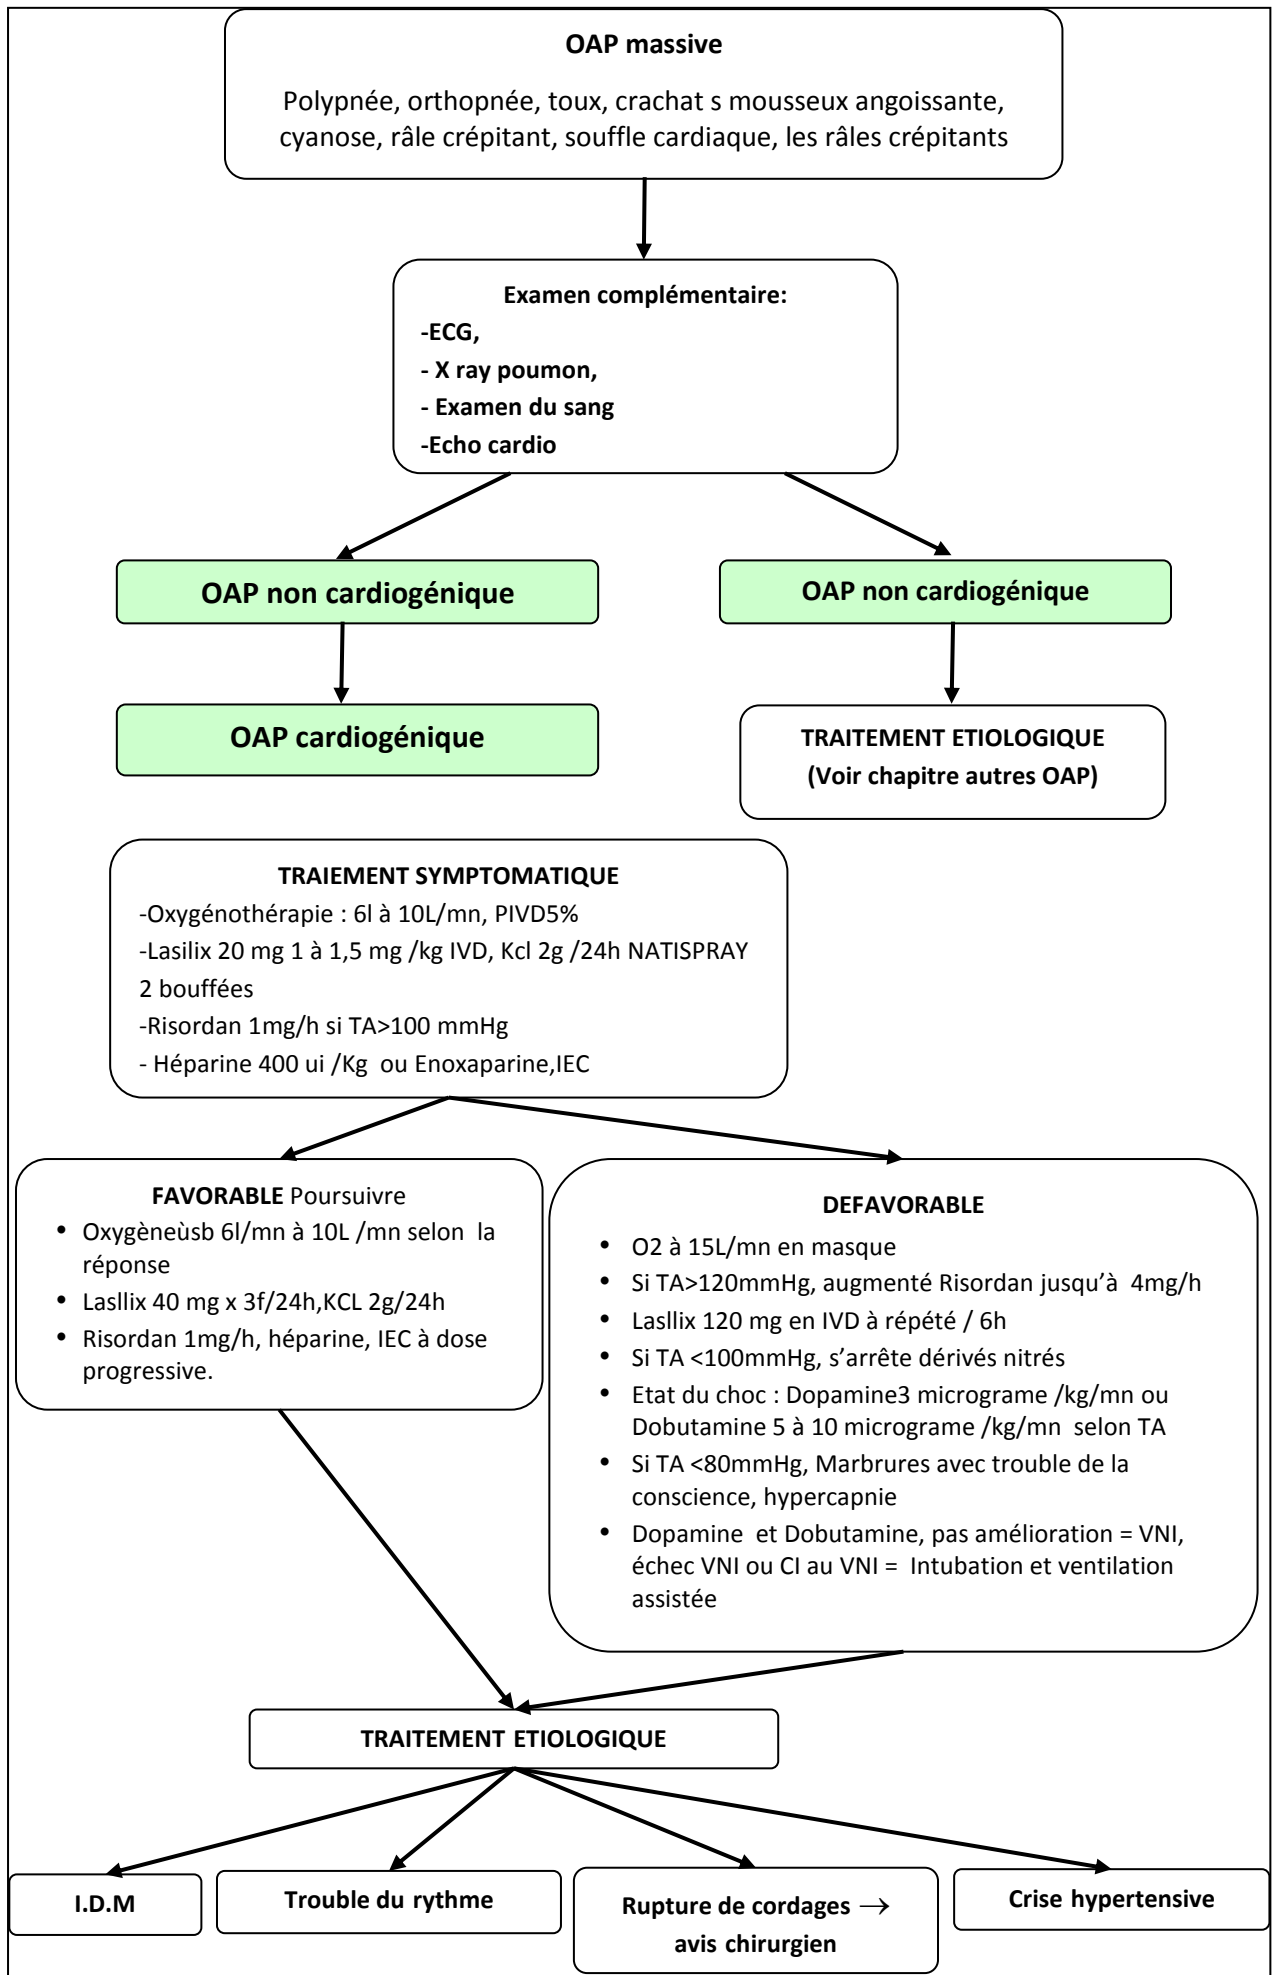 OAP massive
Polypnée, orthopnée, toux, crachat s mousseux angoissante,
cyanose, râle crépitant, souffle cardiaque, les râles crépitants
Examen complémentaire:
-ECG,
- X ray poumon,
- Examen du sang
-Echo cardio
OAP non cardiogénique
OAP non cardiogénique
OAP cardiogénique
TRAITEMENT ETIOLOGIQUE
(Voir chapitre autres OAP)
TRAIEMENT SYMPTOMATIQUE
-Oxygénothérapie : 6l à 10L/mn, PIVD5%
-Lasilix 20 mg 1 à 1,5 mg /kg IVD, Kcl 2g /24h NATISPRAY
2 bouffées
-Risordan 1mg/h si TA>100 mmHg
- Héparine 400 ui /Kg ou Enoxaparine,IEC
FAVORABLE Poursuivre
• Oxygèneùsb 6l/mn à 10L /mn selon la
réponse
• Lasllix 40 mg x 3f/24h,KCL 2g/24h
• Risordan 1mg/h, héparine, IEC à dose
progressive.
DEFAVORABLE
• O2 à 15L/mn en masque
• Si TA>120mmHg, augmenté Risordan jusqu'à 4mg/h
• Lasllix 120 mg en IVD à répété / 6h
• Si TA <100mmHg, s'arrête dérivés nitrés
• Etat du choc : Dopamine3 micrograme /kg/mn ou
Dobutamine 5 à 10 micrograme /kg/mn selon TA
• Si TA <80mmHg, Marbrures avec trouble de la
conscience, hypercapnie
• Dopamine et Dobutamine, pas amélioration = VNI,
échec VNI ou CI au VNI = Intubation et ventilation
assistée
TRAITEMENT ETIOLOGIQUE
I.D.M
Trouble du rythme
Rupture de cordages →
avis chirurgien
Crise hypertensive